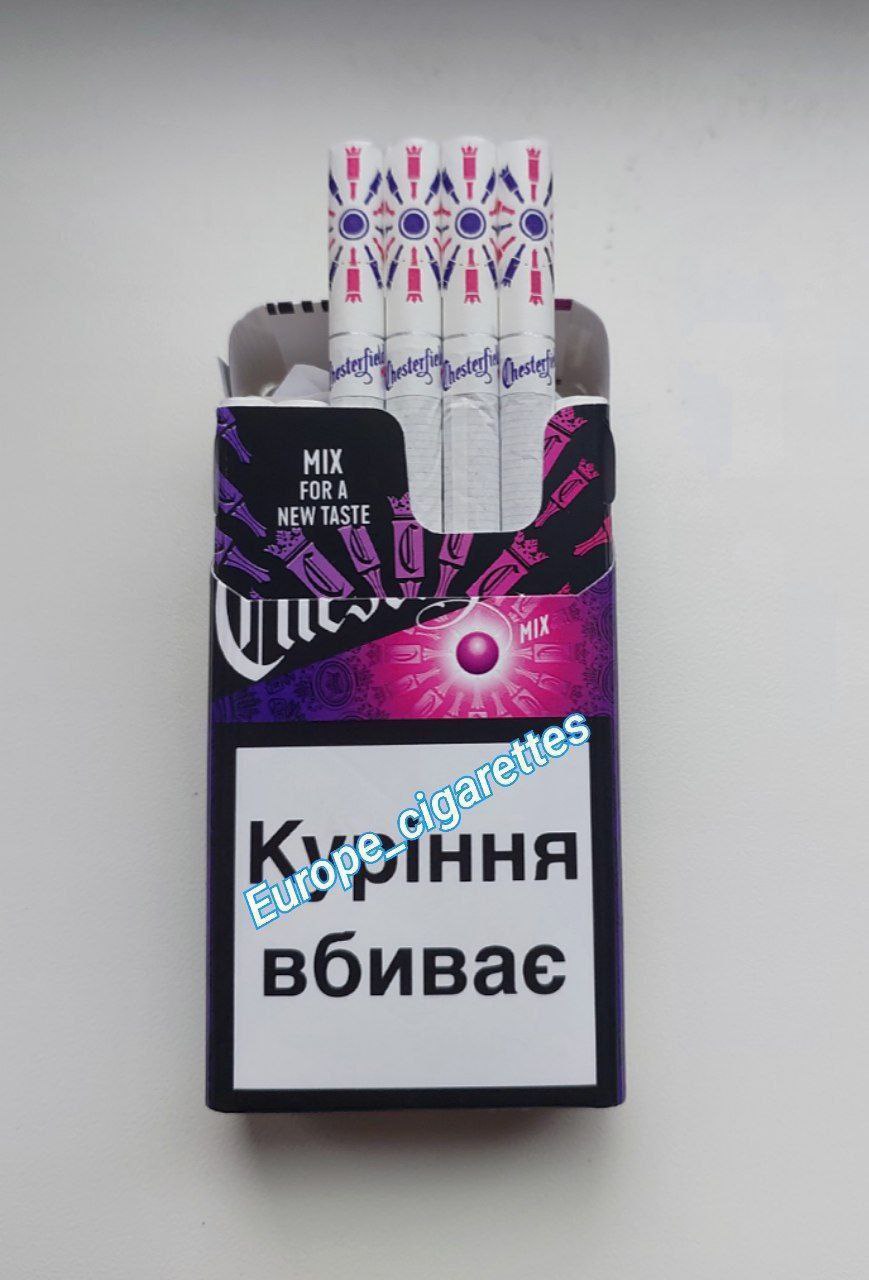 Chesterfield Chesterfield Chesterfield Chesterfield
MIX
FOR A
NEW TASTE
MIX
Europe_cigarettes
Куріння
вбиває